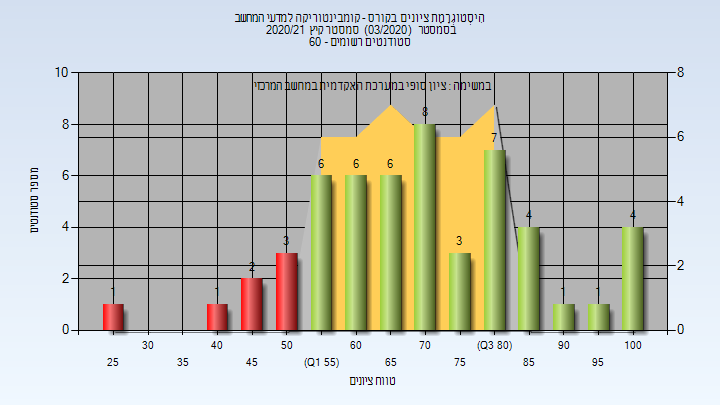 היסטוגרמת ציונים בקורס - קומבינטוריקה למדעי המחשב
בסמסטר (03/2020) סמסטר קיץ 2020/21
סטודנטים רשומים - 60
במשימה : ציון סופי במערכת האקדמית במחשב המרכזי
מספר סטודנטים
10 8 6 4 2 0
8 6 4 2 0
1 1 2 3 6 6 6 8 3 7 4 1 1 4
30 40 50 60 70 (Q3 80) 90 100
25 35 45 (Q1 55) 65 75 85 95
טווח ציונים